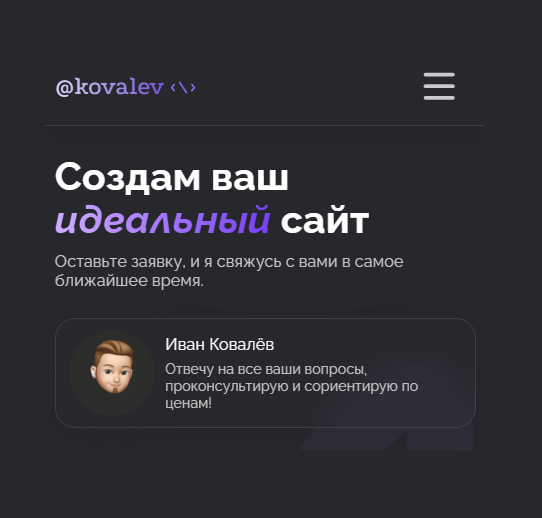 @kovalev <\>
Создам ваш
идеальный сайт
Оставьте заявку, и я свяжусь с вами в самое
ближайшее время.
Иван Ковалёв
Отвечу на все ваши вопросы,
проконсультирую и сориентирую по
ценам!